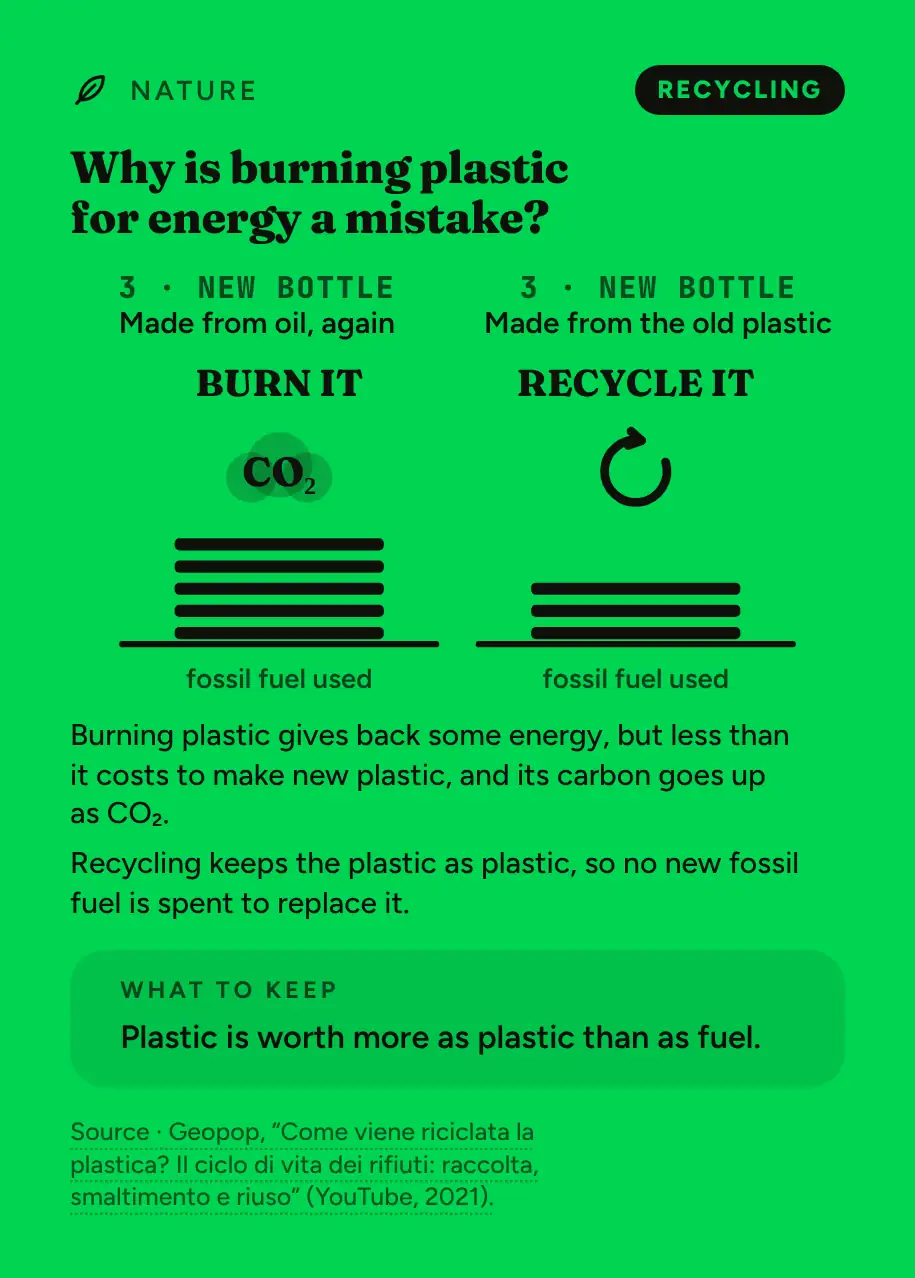 NATURE
RECYCLING
Why is burning plastic
for energy a mistake?
3 · NEW BOTTLE
Made from oil, again
3 · NEW BOTTLE
Made from the old plastic
BURN IT
RECYCLE IT
CO₂
fossil fuel used
fossil fuel used
Burning plastic gives back some energy, but less than
it costs to make new plastic, and its carbon goes up
as CO₂.
Recycling keeps the plastic as plastic, so no new fossil
fuel is spent to replace it.
WHAT TO KEEP
Plastic is worth more as plastic than as fuel.
Source · Geopop, “Come viene riciclata la
plastica? Il ciclo di vita dei rifiuti: raccolta,
smaltimento e riuso” (YouTube, 2021).